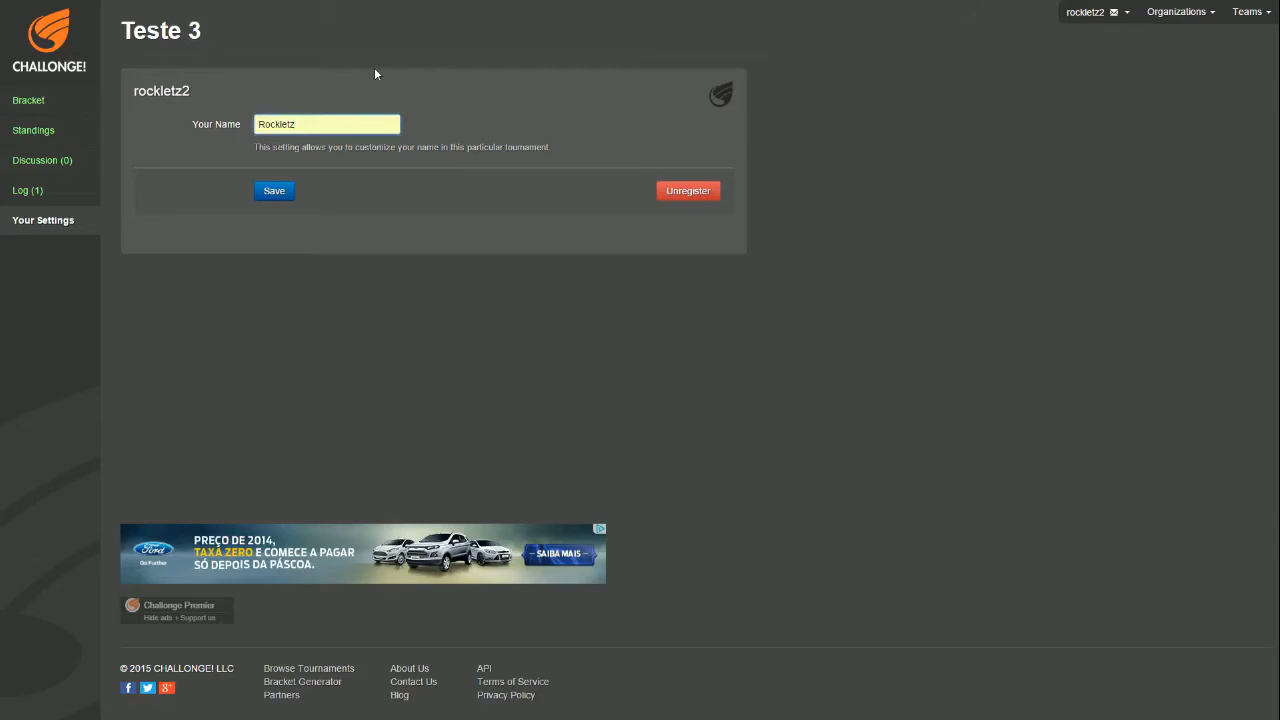 rockletz2 Organizations Teams
Teste 3
CHALLONGE!
Bracket
Standings
Discussion (0)
Log (1)
Your Settings
rockletz2
Your Name Rockletz
This setting allows you to customize your name in this particular tournament.
Save Unregister
Ford
Go Further
PREÇO DE 2014,
TAXÁ ZERO E COMECE A PAGAR
SÓ DEPOIS DA PÁSCOA.
SAIBA MAIS
Challonge Premier
Hide ads + Support us
© 2015 CHALLONGE! LLC Browse Tournaments About Us API
Bracket Generator Contact Us Terms of Service
Partners Blog Privacy Policy